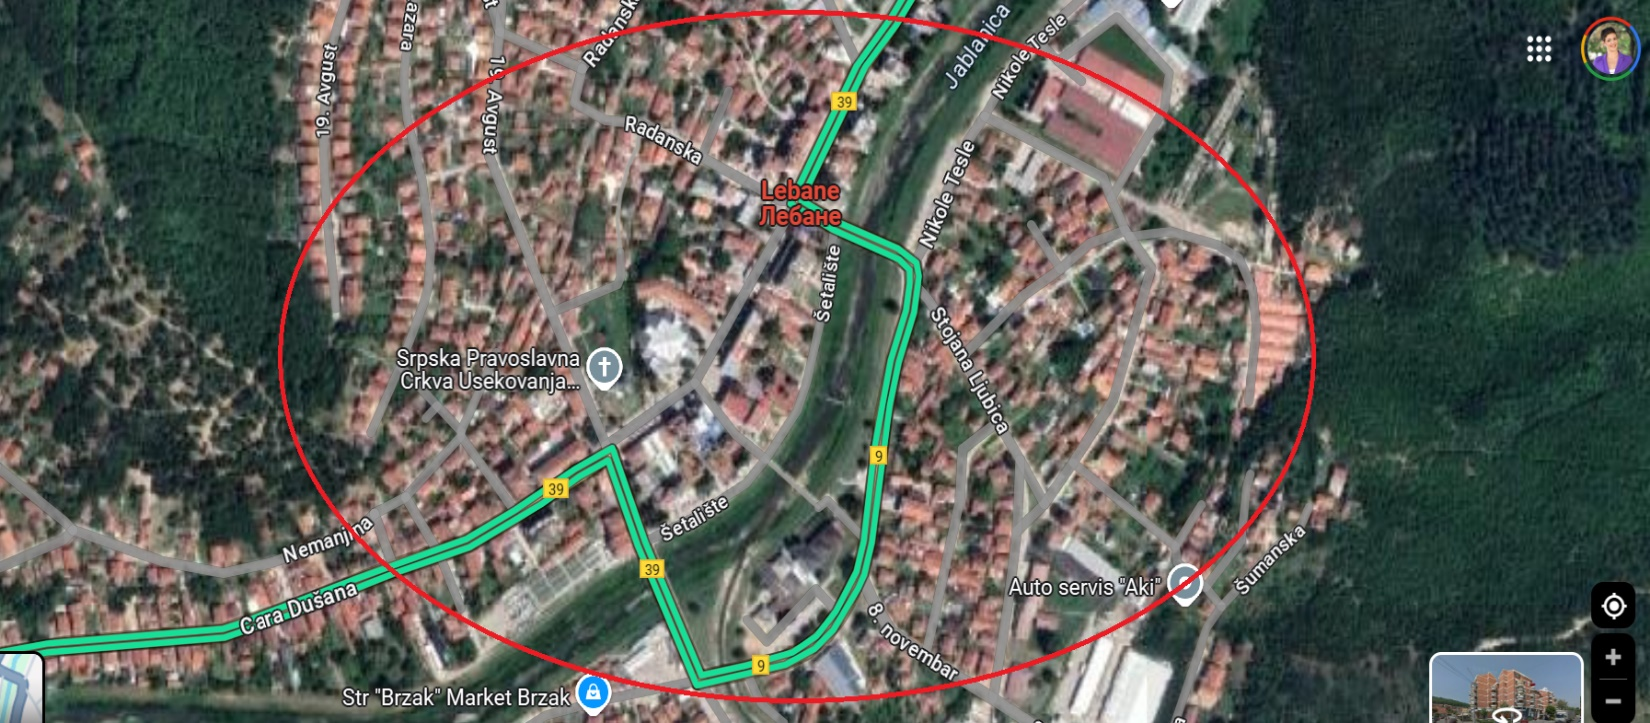 19. Avgust
19 Avgust
Radanska
Jablanica
Nikole Tesle
39
Radanska
Nikole Tesle
Lebane
Лебане
Šetalište
Stojana Ljubica
Srpska Pravoslavna
Crkva Usekovanja...
9
39
Nemanjina
Šetalište
39
Cara Dušana
Auto servis "Aki"
Šumanska
8. novembar
9
Str "Brzak" Market Brzak